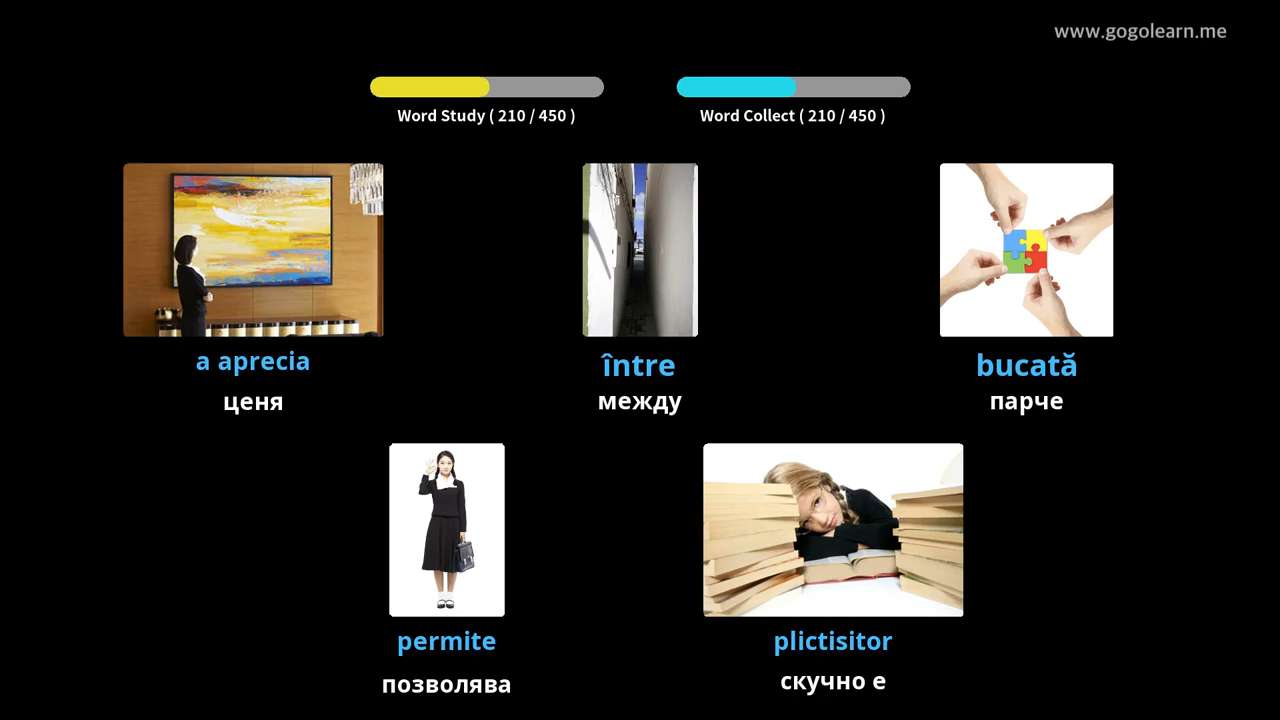 www.gogolearn.me
Word Study ( 210 / 450 )
Word Collect ( 210 / 450 )
a aprecia
ценя
între
между
bucată
парче
permite
позволява
plictisitor
скучно е